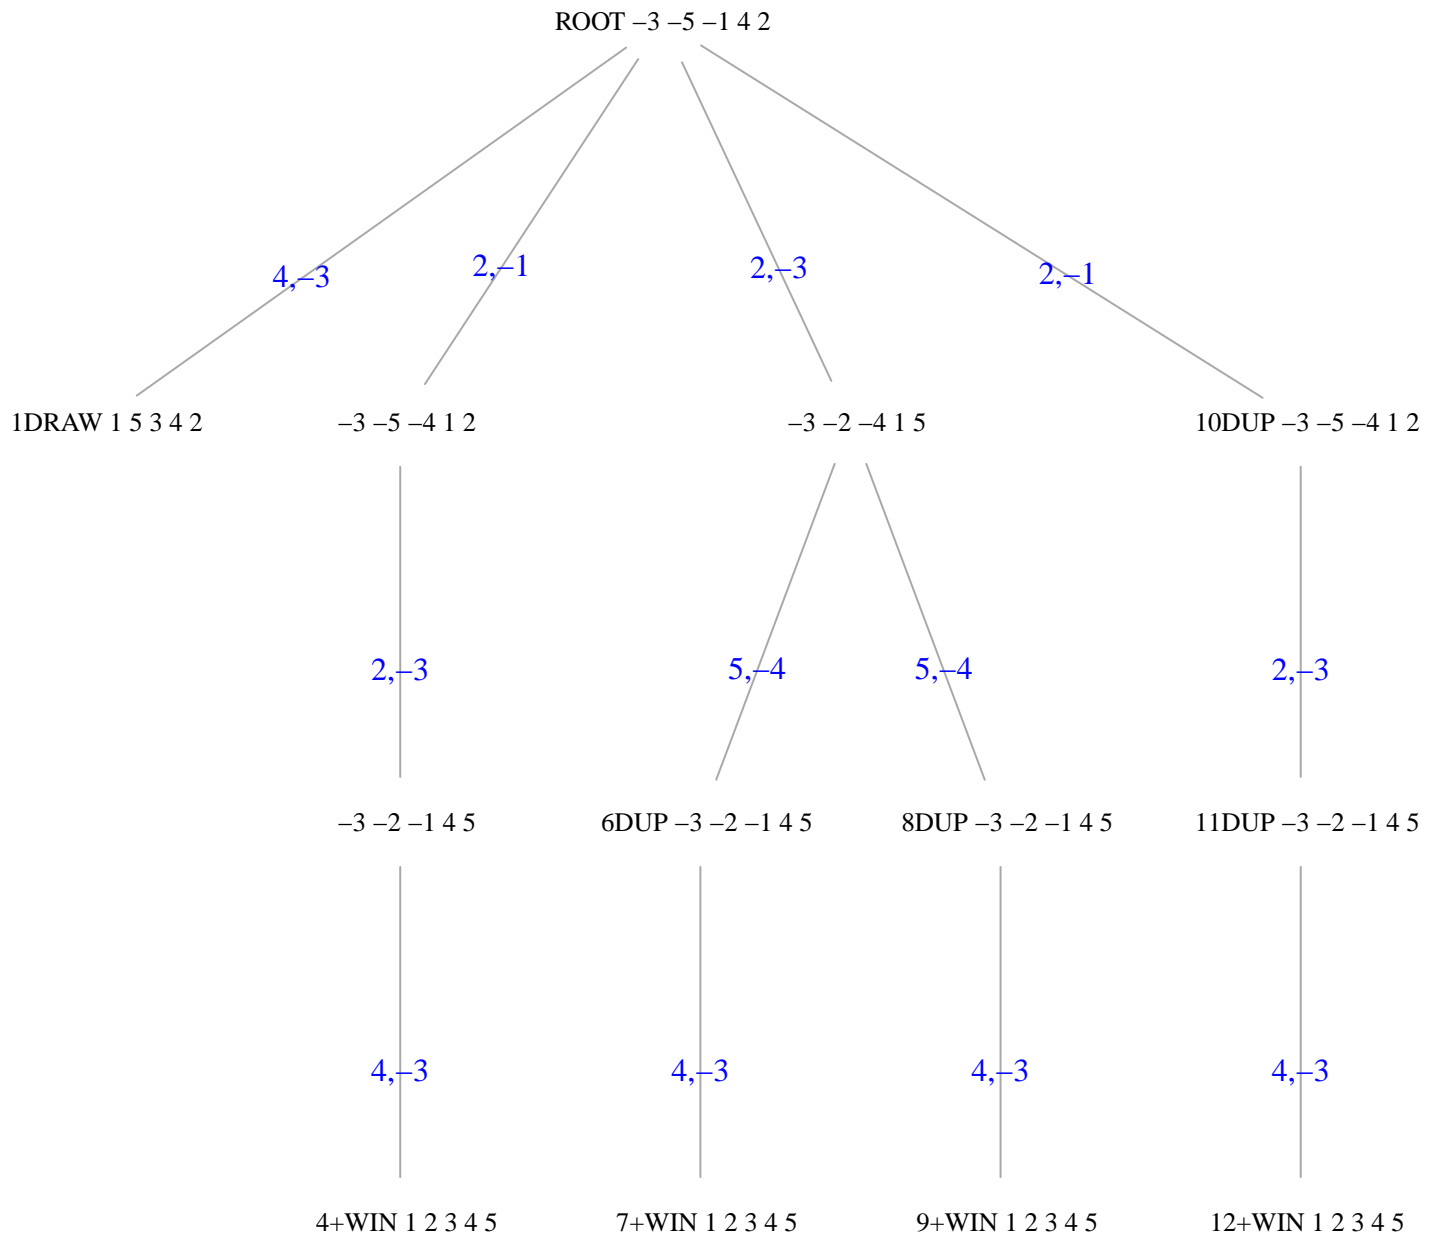 ROOT –3 –5 –1 4 2
4,–3
2,–1
2,–3
2,–1
1DRAW 1 5 3 4 2
–3 –5 –4 1 2
–3 –2 –4 1 5
10DUP –3 –5 –4 1 2
2,–3
5,–4
5,–4
2,–3
–3 –2 –1 4 5
6DUP –3 –2 –1 4 5
8DUP –3 –2 –1 4 5
11DUP –3 –2 –1 4 5
4,–3
4,–3
4,–3
4,–3
4+WIN 1 2 3 4 5
7+WIN 1 2 3 4 5
9+WIN 1 2 3 4 5
12+WIN 1 2 3 4 5